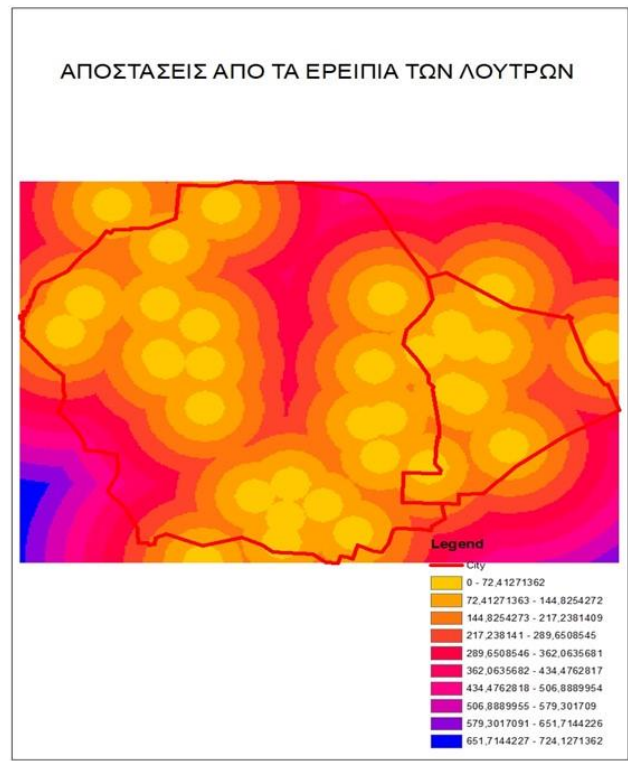 ΑΠΟΣΤΑΣΕΙΣ ΑΠΟ ΤΑ ΕΡΕΙΠΙΑ ΤΩΝ ΛΟΥΤΡΩΝ
Legend
City
0 - 72,41271362
72,41271363 - 144,8254272
144,8254273 - 217,2381409
217,238141 - 289,6508545
289,6508546 - 362,0635681
362,0635682 - 434,4762817
434,4762818 - 506,8889954
506,8889955 - 579,301709
579,3017091 - 651,7144226
651,7144227 - 724,1271362